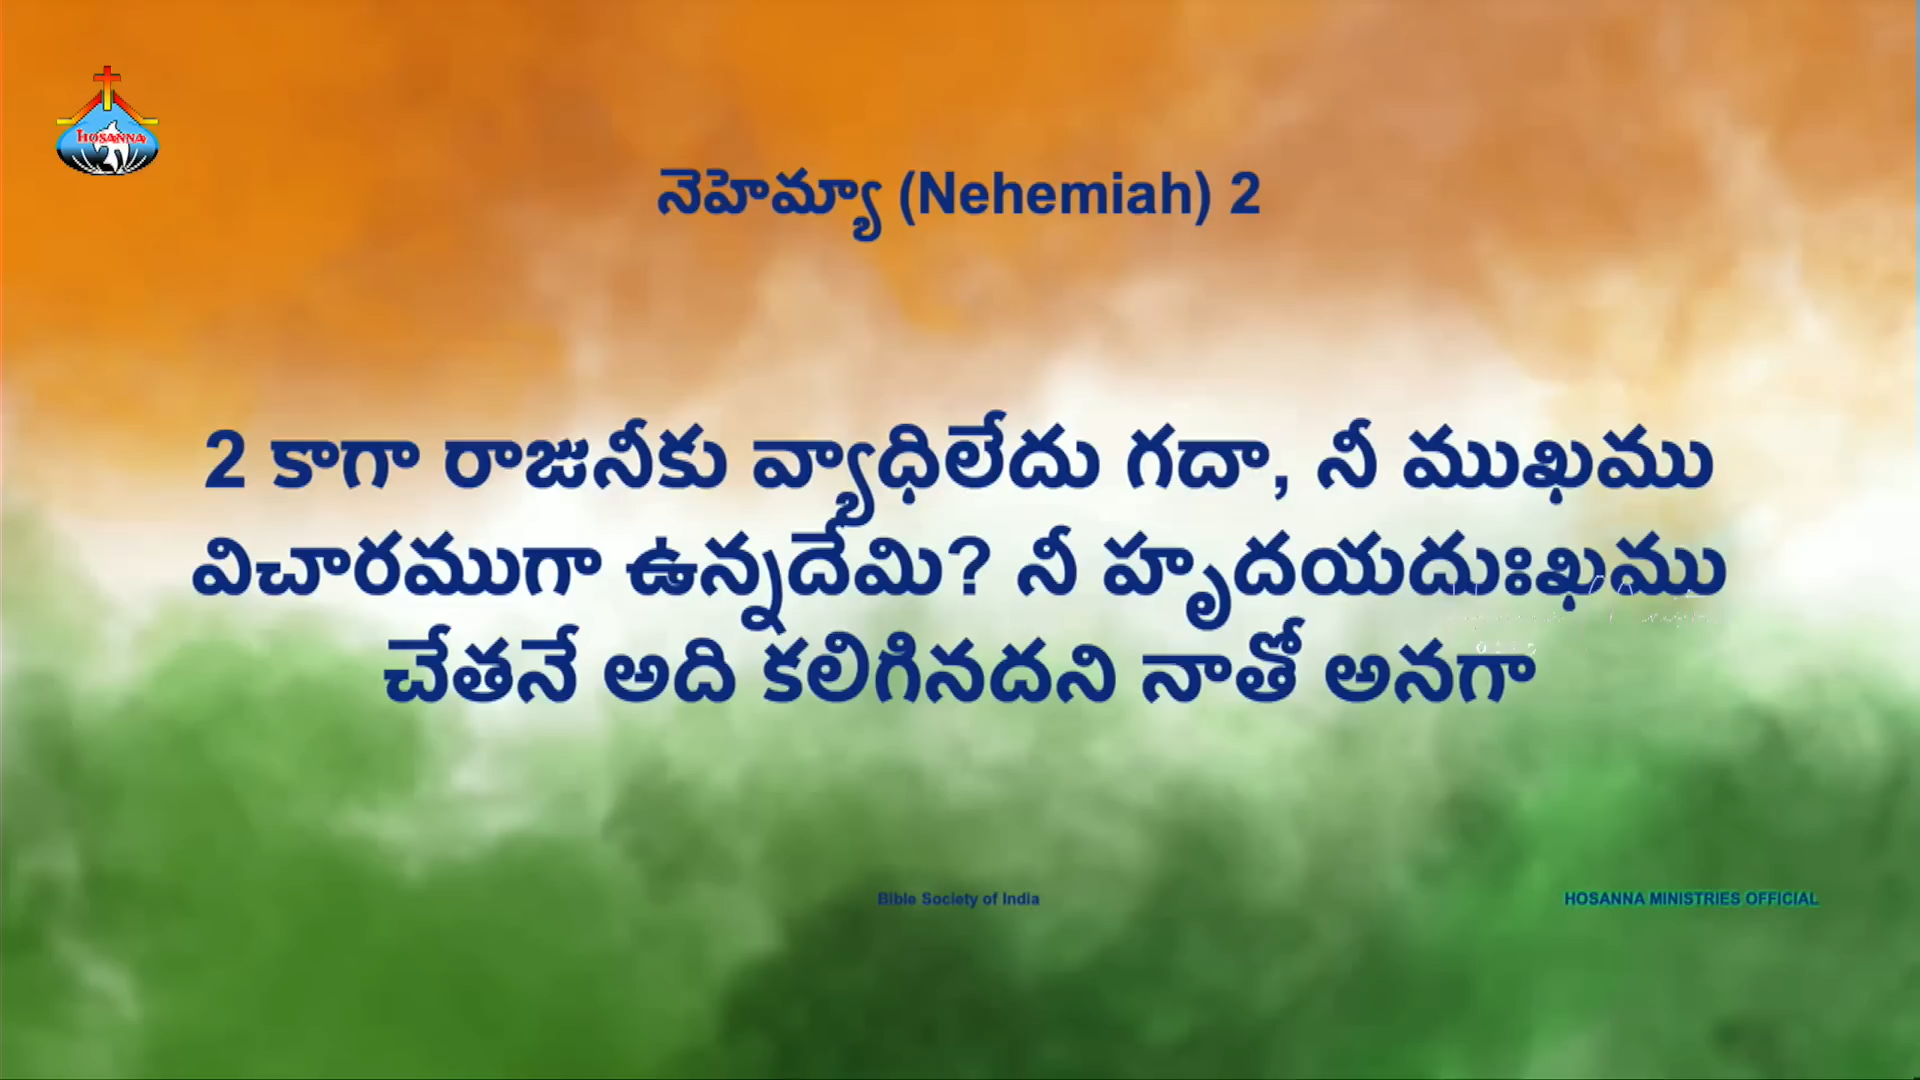 HOSANNA
నెహెమ్యా (Nehemiah) 2
2 కాగా రాజునీకు వ్యాధిలేదు గదా, నీ ముఖము
విచారముగా ఉన్నదేమి? నీ హృదయదుఃఖము
చేతనే అది కలిగినదని నాతో అనగా
Bible Society of India
HOSANNA MINISTRIES OFFICIAL